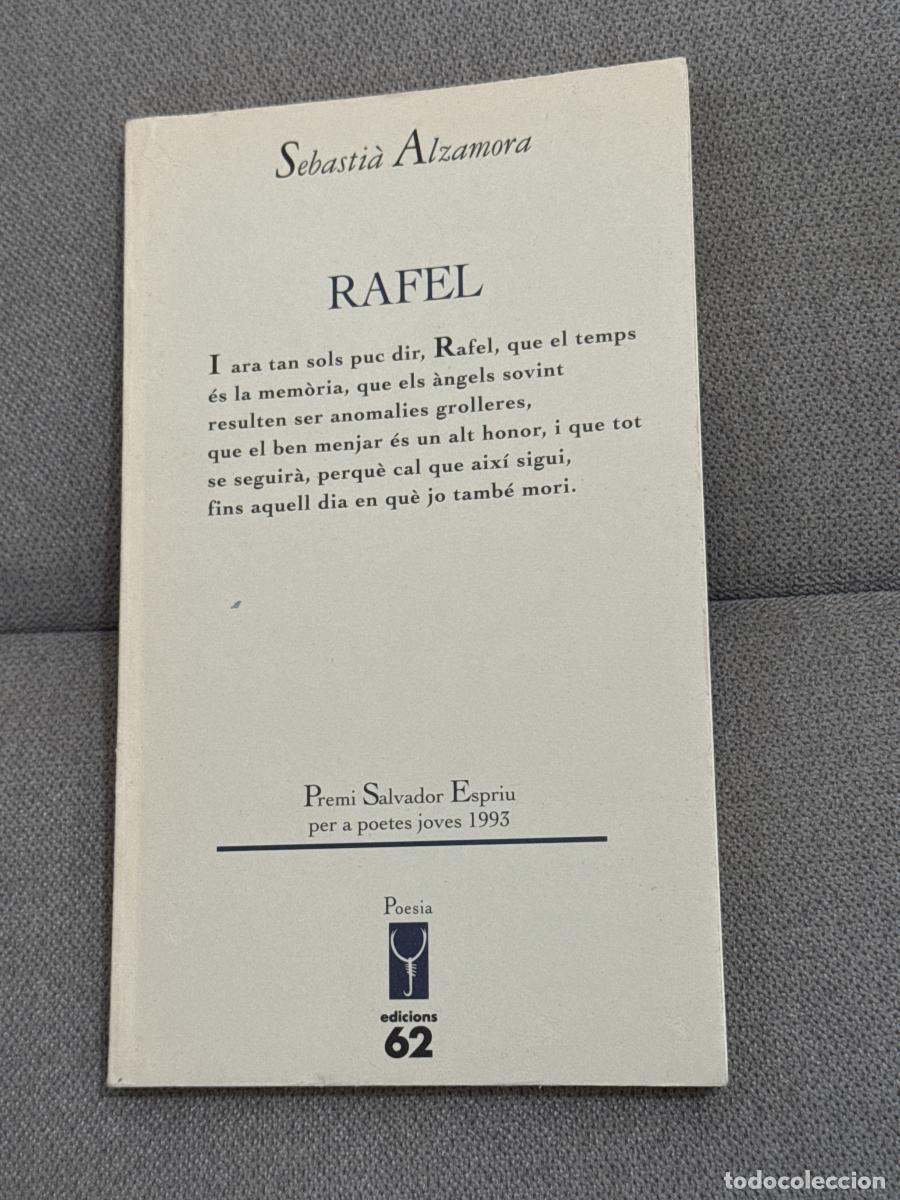 Sebastià Alzamora
RAFEL
I ara tan sols puc dir, Rafel, que el temps
és la memòria, que els àngels sovint
resulten ser anomalies grolleres,
que el ben menjar és un alt honor, i que tot
se seguirà, perquè cal que així sigui,
fins aquell dia en què jo també mori.
Premi Salvador Espriu
per a poetes joves 1993
Poesia
edicions
62
todocoleccion